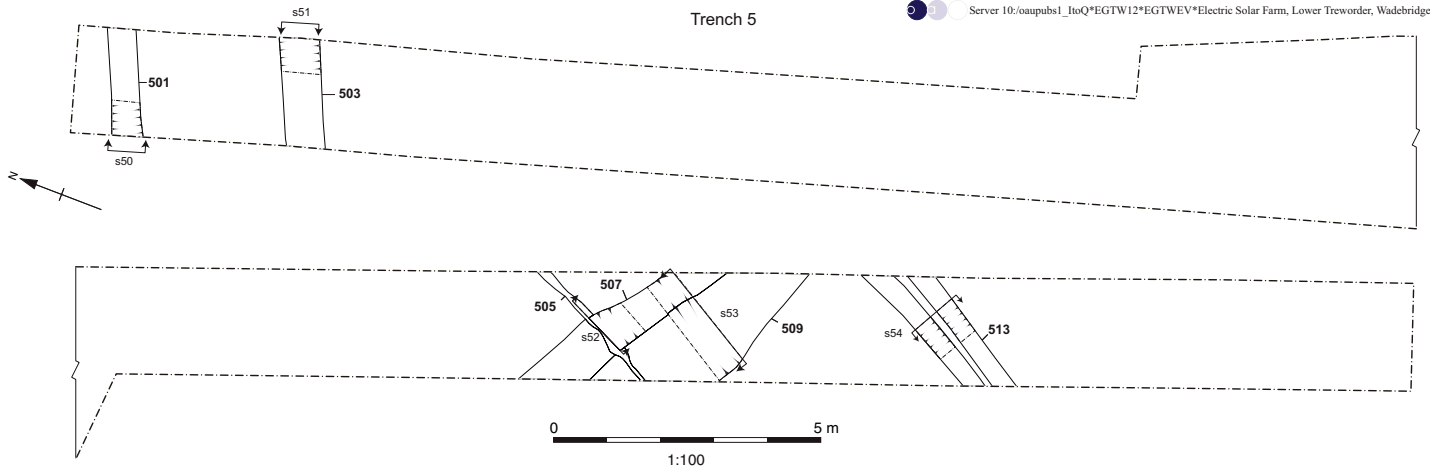 Server 10:/oaupubs1_ItoQ*EGTW12*EGTWEV*Electric Solar Farm, Lower Treworder, Wadebridge
Trench 5
s51
501
503
s50
N
507
505
s53
509
s52
s54
513
0 5 m
1:100